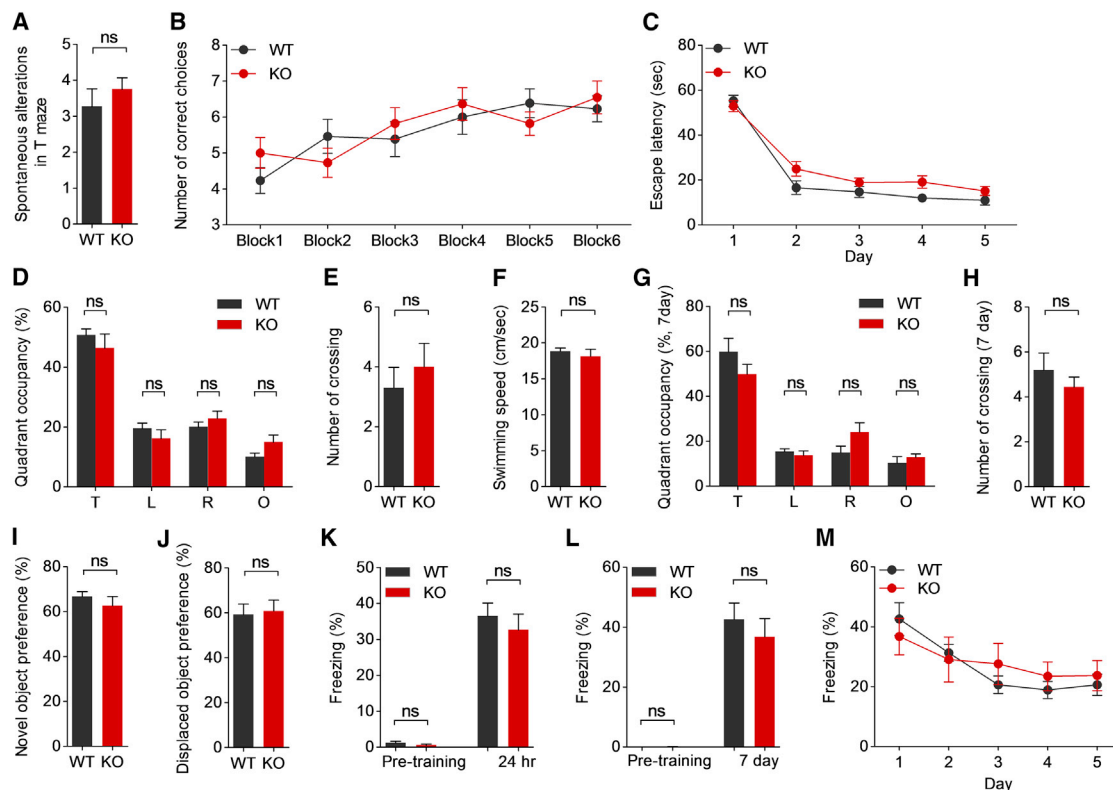 A
Spontaneous alterations
in T maze
5
4
3
2
1
0
ns
WT KO
B
Number of correct choices
8
7
6
5
4
3
WT
KO
Block1 Block2 Block3 Block4 Block5 Block6
C
Escape latency (sec)
80
60
40
20
0
WT
KO
1 2 3 4 5
Day
D
Quadrant occupancy (%)
60
40
20
0
WT
KO
ns
ns
ns
ns
T L R O
E
Number of crossing
6
4
2
0
ns
WT KO
F
Swimming speed (cm/sec)
25
20
15
10
5
0
ns
WT KO
G
Quadrant occupancy (%, 7day)
80
60
40
20
0
WT
KO
ns
ns
ns
ns
T L R O
H
Number of crossing (7 day)
8
6
4
2
0
ns
WT KO
I
Novel object preference (%)
80
60
40
20
0
ns
WT KO
J
Displaced object preference (%)
80
60
40
20
0
ns
WT KO
K
Freezing (%)
50
40
30
20
10
0
WT
KO
ns
ns
Pre-training 24 hr
L
Freezing (%)
60
40
20
0
WT
KO
ns
ns
Pre-training 7 day
M
Freezing (%)
60
40
20
0
WT
KO
1 2 3 4 5
Day